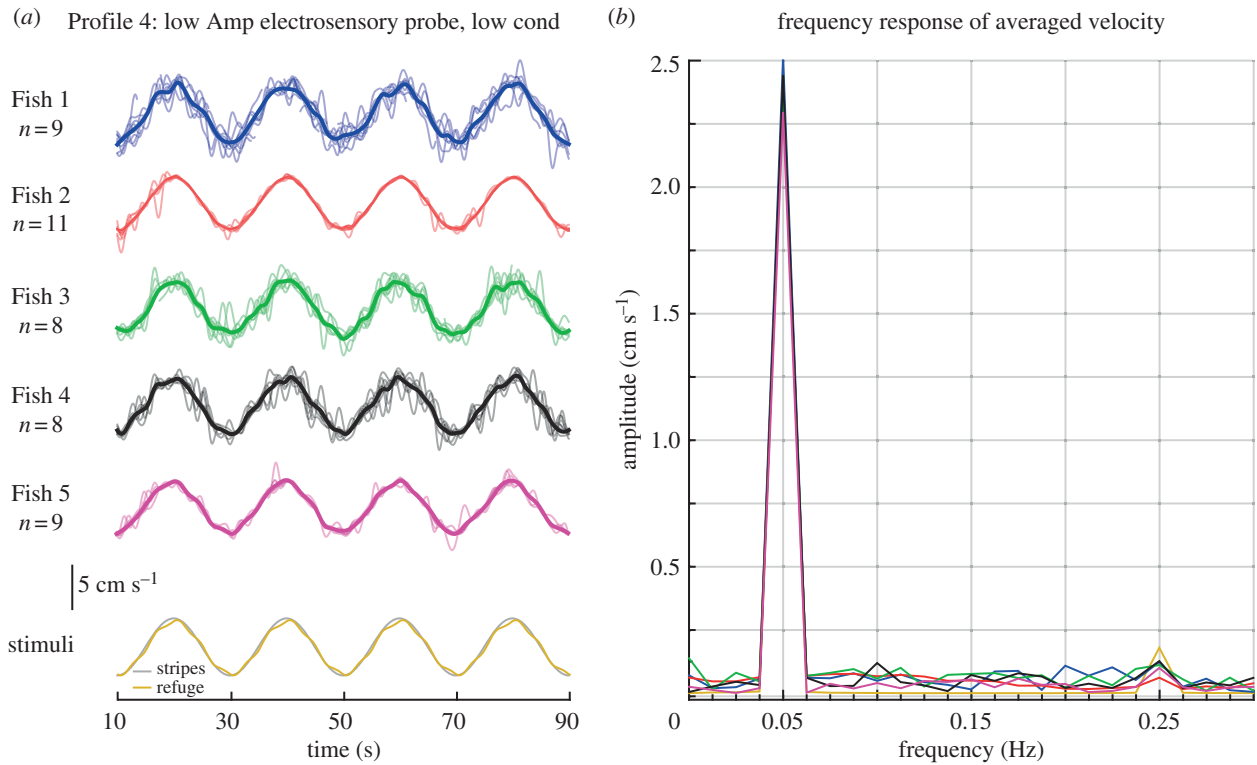 (a) Profile 4: low Amp electrosensory probe, low cond
Fish 1
n = 9
Fish 2
n = 11
Fish 3
n = 8
Fish 4
n = 8
Fish 5
n = 9
5 cm s⁻¹
stimuli
stripes
refuge
10 30 50 70 90
time (s)
(b) frequency response of averaged velocity
2.5
2.0
1.5
1.0
0.5
amplitude (cm s⁻¹)
0 0.05 0.15 0.25
frequency (Hz)